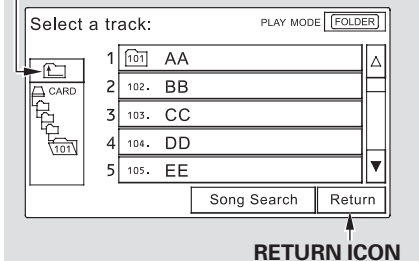 Select a track: PLAY MODE FOLDER
1 101 AA
CARD
2 102. BB
3 103. CC
101
4 104. DD
5 105. EE
Song Search Return
RETURN ICON